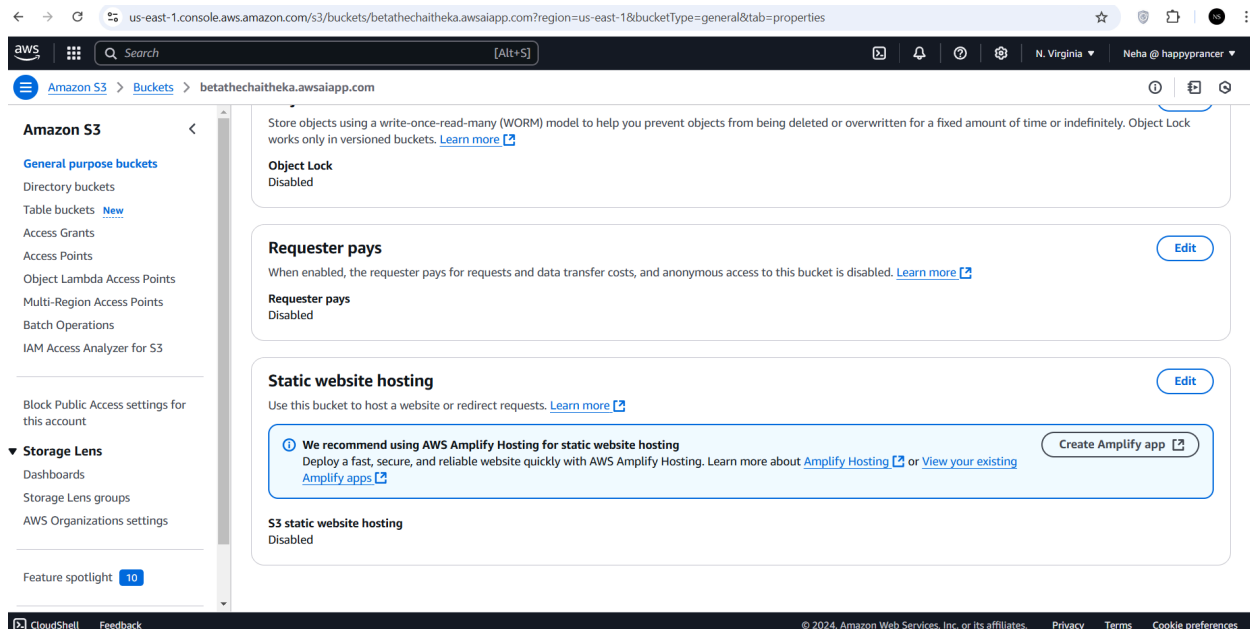 us-east-1.console.aws.amazon.com/s3/buckets/betathechaitheka.awsaiapp.com?region=us-east-1&bucketType=general&tab=properties
NS
aws
Search
[Alt+S]
N. Virginia
Neha @ happyprancer
Amazon S3 > Buckets > betathechaitheka.awsaiapp.com
Amazon S3
General purpose buckets
Directory buckets
Table buckets New
Access Grants
Access Points
Object Lambda Access Points
Multi-Region Access Points
Batch Operations
IAM Access Analyzer for S3
Block Public Access settings for
this account
Storage Lens
Dashboards
Storage Lens groups
AWS Organizations settings
Feature spotlight 10
Store objects using a write-once-read-many (WORM) model to help you prevent objects from being deleted or overwritten for a fixed amount of time or indefinitely. Object Lock
works only in versioned buckets. Learn more
Object Lock
Disabled
Requester pays
Edit
When enabled, the requester pays for requests and data transfer costs, and anonymous access to this bucket is disabled. Learn more
Requester pays
Disabled
Static website hosting
Edit
Use this bucket to host a website or redirect requests. Learn more
We recommend using AWS Amplify Hosting for static website hosting
Deploy a fast, secure, and reliable website quickly with AWS Amplify Hosting. Learn more about Amplify Hosting or View your existing
Amplify apps
Create Amplify app
S3 static website hosting
Disabled
CloudShell Feedback
© 2024, Amazon Web Services, Inc. or its affiliates. Privacy Terms Cookie preferences